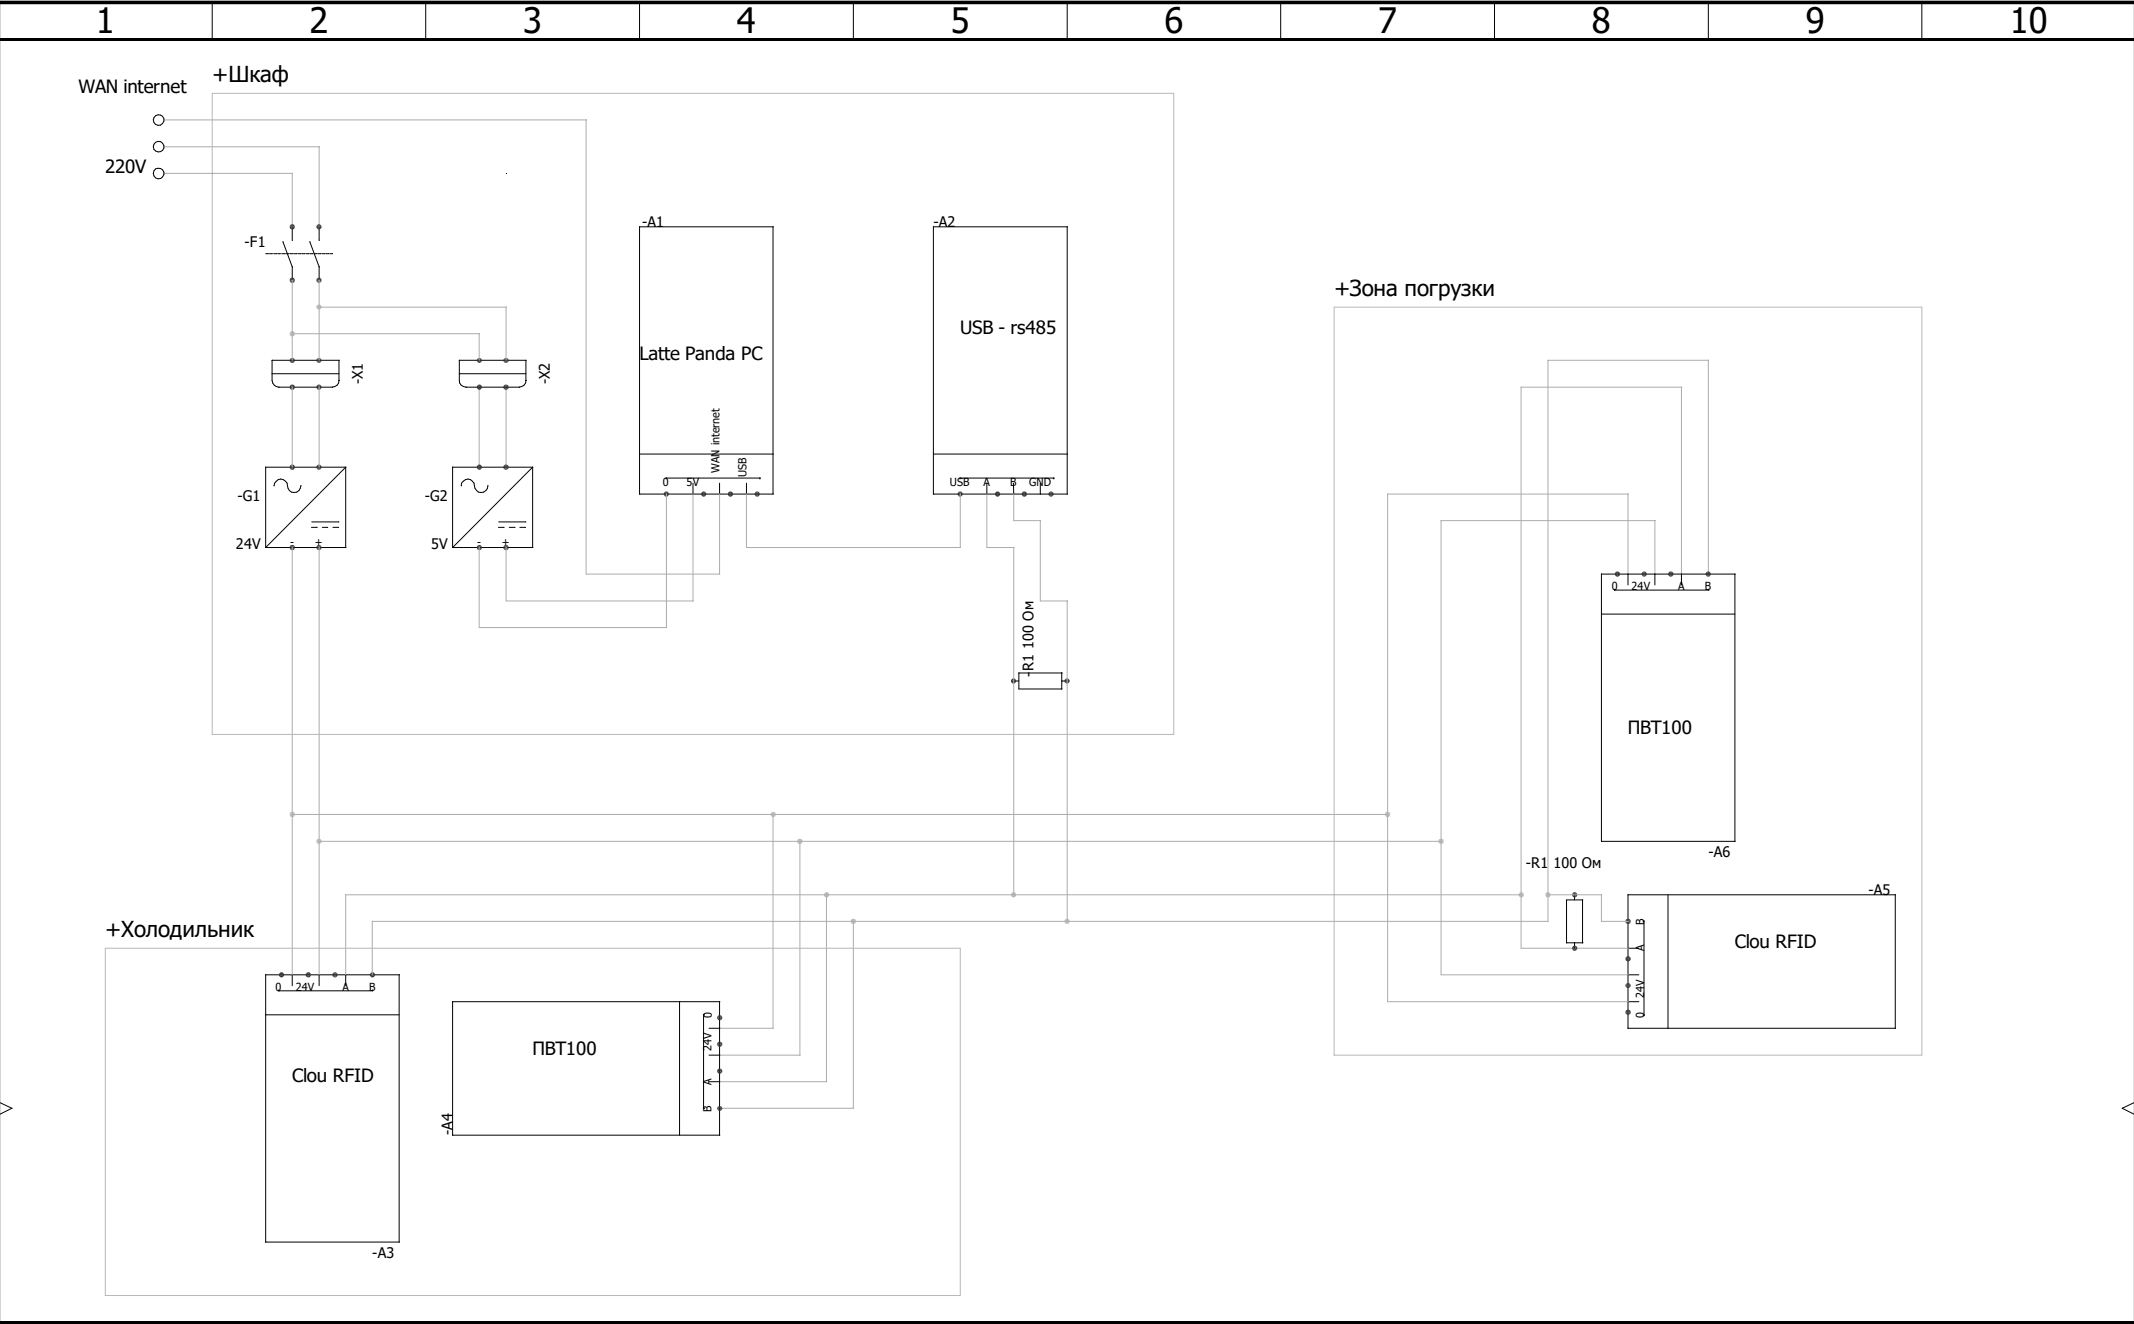 1 2 3 4 5 6 7 8 9 10
WAN internet
+Шкаф
220V
-F1
-X1
-X2
-G1
24V
- +
-G2
5V
- +
-A1
Latte Panda PC
0 5V WAN internet USB
-A2
USB - rs485
USB A B GND
-R1 100 Ом
+Зона погрузки
0 24V A B
ПВТ100
-A6
-R1 100 Ом
-A5
Clou RFID
B
A
24V
0
+Холодильник
0 24V A B
Clou RFID
-A3
ПВТ100
-A4
0
24V
A
B